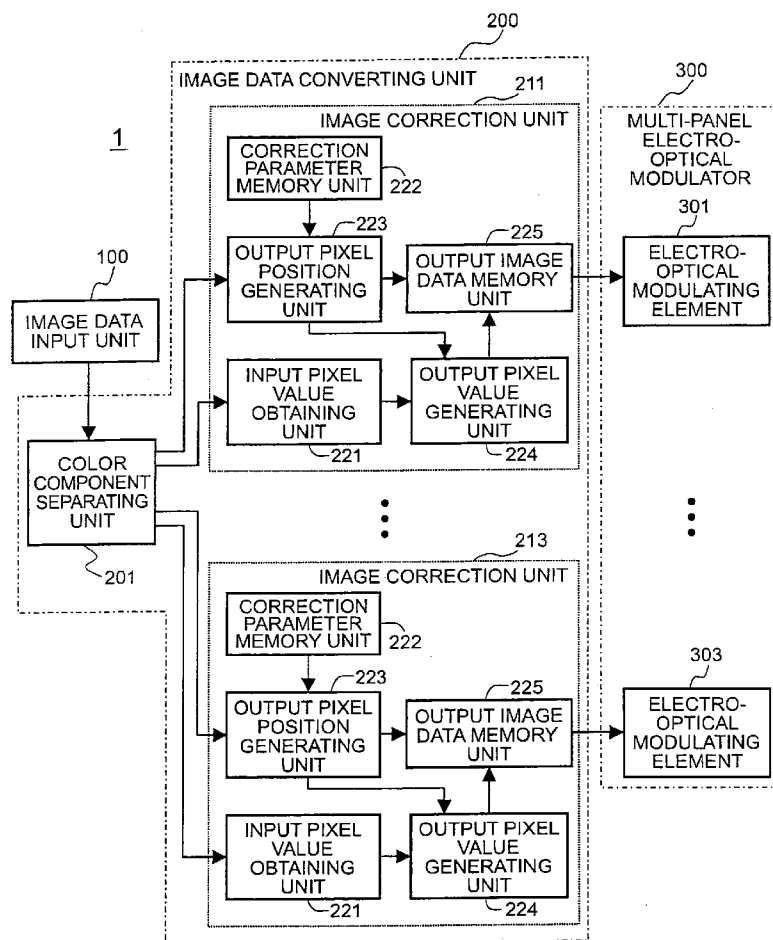 200
IMAGE DATA CONVERTING UNIT
211
300
1
IMAGE CORRECTION UNIT
MULTI-PANEL
ELECTRO-
OPTICAL
MODULATOR
CORRECTION
PARAMETER
MEMORY UNIT
222
223
225
301
OUTPUT PIXEL
POSITION
GENERATING
UNIT
OUTPUT IMAGE
DATA MEMORY
UNIT
ELECTRO-
OPTICAL
MODULATING
ELEMENT
100
IMAGE DATA
INPUT UNIT
INPUT PIXEL
VALUE
OBTAINING
UNIT
221
OUTPUT PIXEL
VALUE
GENERATING
UNIT
224
COLOR
COMPONENT
SEPARATING
UNIT
201
213
IMAGE CORRECTION UNIT
CORRECTION
PARAMETER
MEMORY UNIT
222
223
225
303
OUTPUT PIXEL
POSITION
GENERATING
UNIT
OUTPUT IMAGE
DATA MEMORY
UNIT
ELECTRO-
OPTICAL
MODULATING
ELEMENT
INPUT PIXEL
VALUE
OBTAINING
UNIT
221
OUTPUT PIXEL
VALUE
GENERATING
UNIT
224